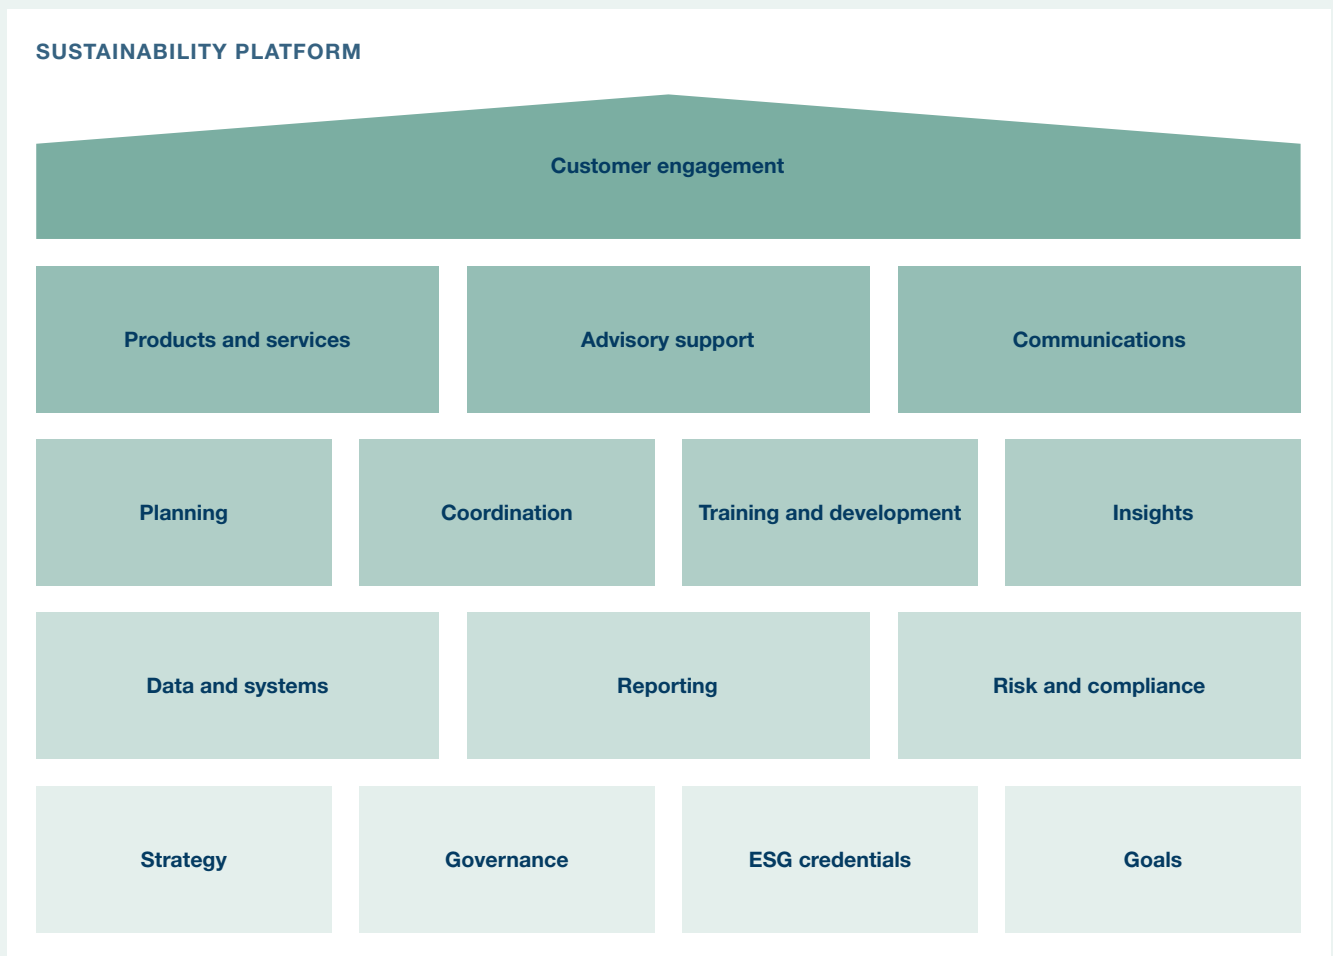 SUSTAINABILITY PLATFORM
Customer engagement
Products and services
Advisory support
Communications
Planning
Coordination
Training and development
Insights
Data and systems
Reporting
Risk and compliance
Strategy
Governance
ESG credentials
Goals